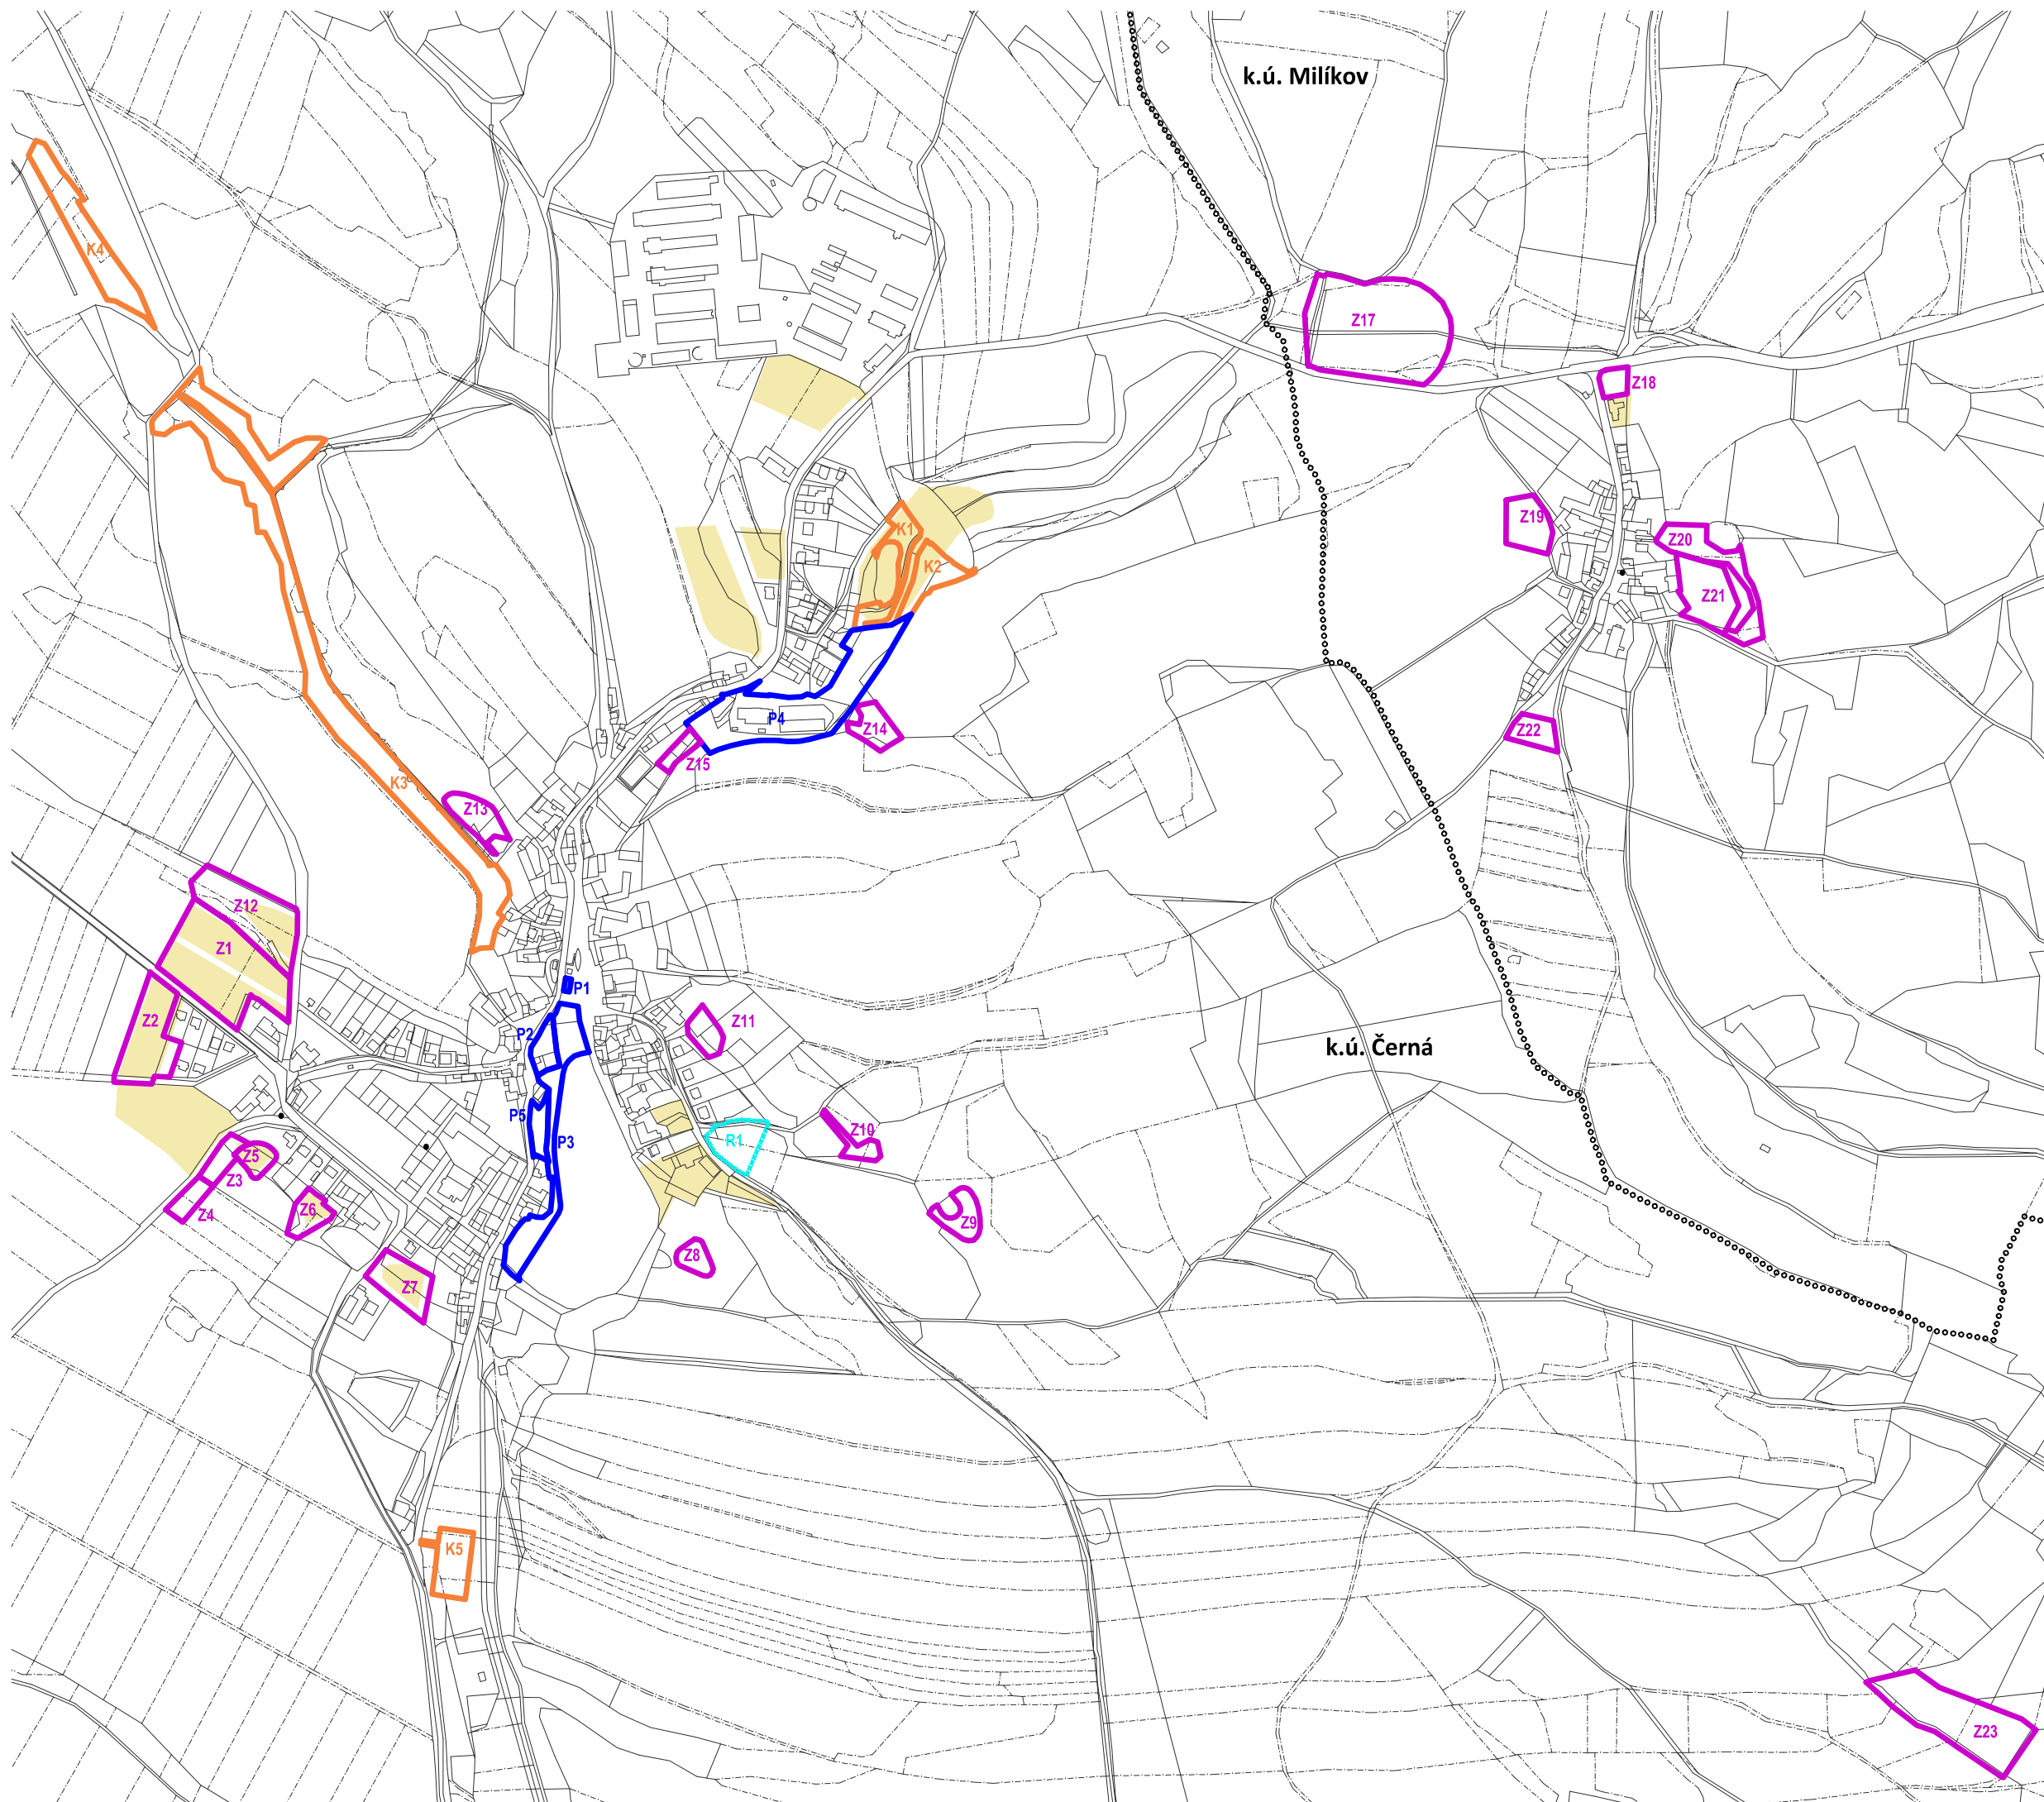 k.ú. Milíkov
K4
Z17
Z18
K1
Z19
Z20
K2
Z21
P4
Z14
Z22
Z15
K3
Z13
Z12
Z1
P1
Z2
Z11
P2
k.ú. Černá
P5
Z10
R1
P3
Z5
Z3
Z6
Z4
Z9
Z8
Z7
K5
Z23